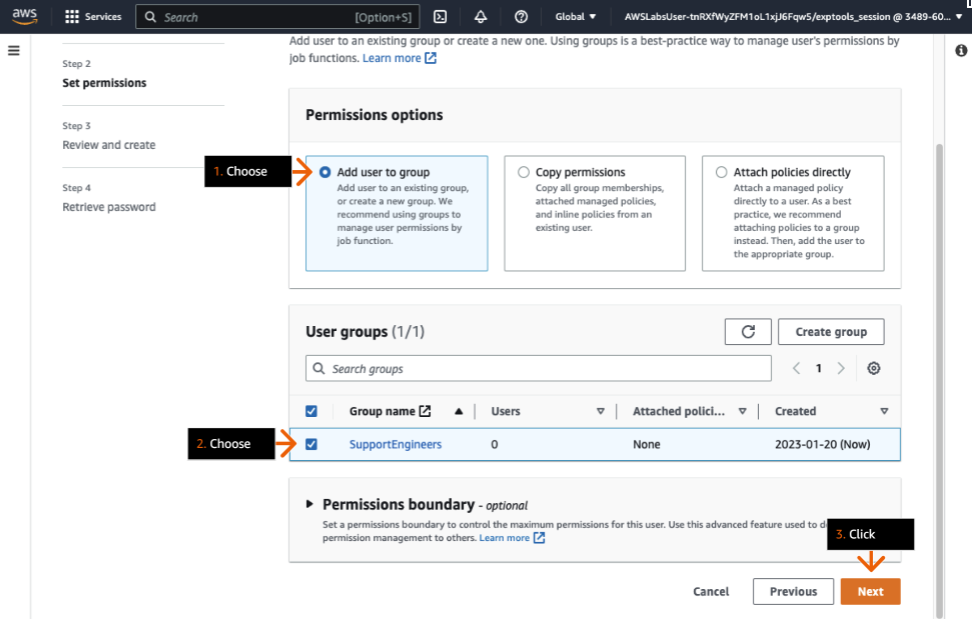 aws
Services
Search
[Option+S]
Global
AWSLabsUser-tnRXfWyZFM1oL1xjJ6Fqw5/exptools_session @ 3489-60...
Step 2
Set permissions
Step 3
Review and create
Step 4
Retrieve password
Add user to an existing group or create a new one. Using groups is a best-practice way to manage user's permissions by
job functions. Learn more
Permissions options
1. Choose
Add user to group
Add user to an existing group,
or create a new group. We
recommend using groups to
manage user permissions by
job function.
Copy permissions
Copy all group memberships,
attached managed policies,
and inline policies from an
existing user.
Attach policies directly
Attach a managed policy
directly to a user. As a best
practice, we recommend
attaching policies to a group
instead. Then, add the user to
the appropriate group.
User groups (1/1)
Create group
Search groups
1
Group name
Users
Attached polici...
Created
2. Choose
SupportEngineers
0
None
2023-01-20 (Now)
Permissions boundary - optional
Set a permissions boundary to control the maximum permissions for this user. Use this advanced feature used to
permission management to others. Learn more
3. Click
Cancel
Previous
Next